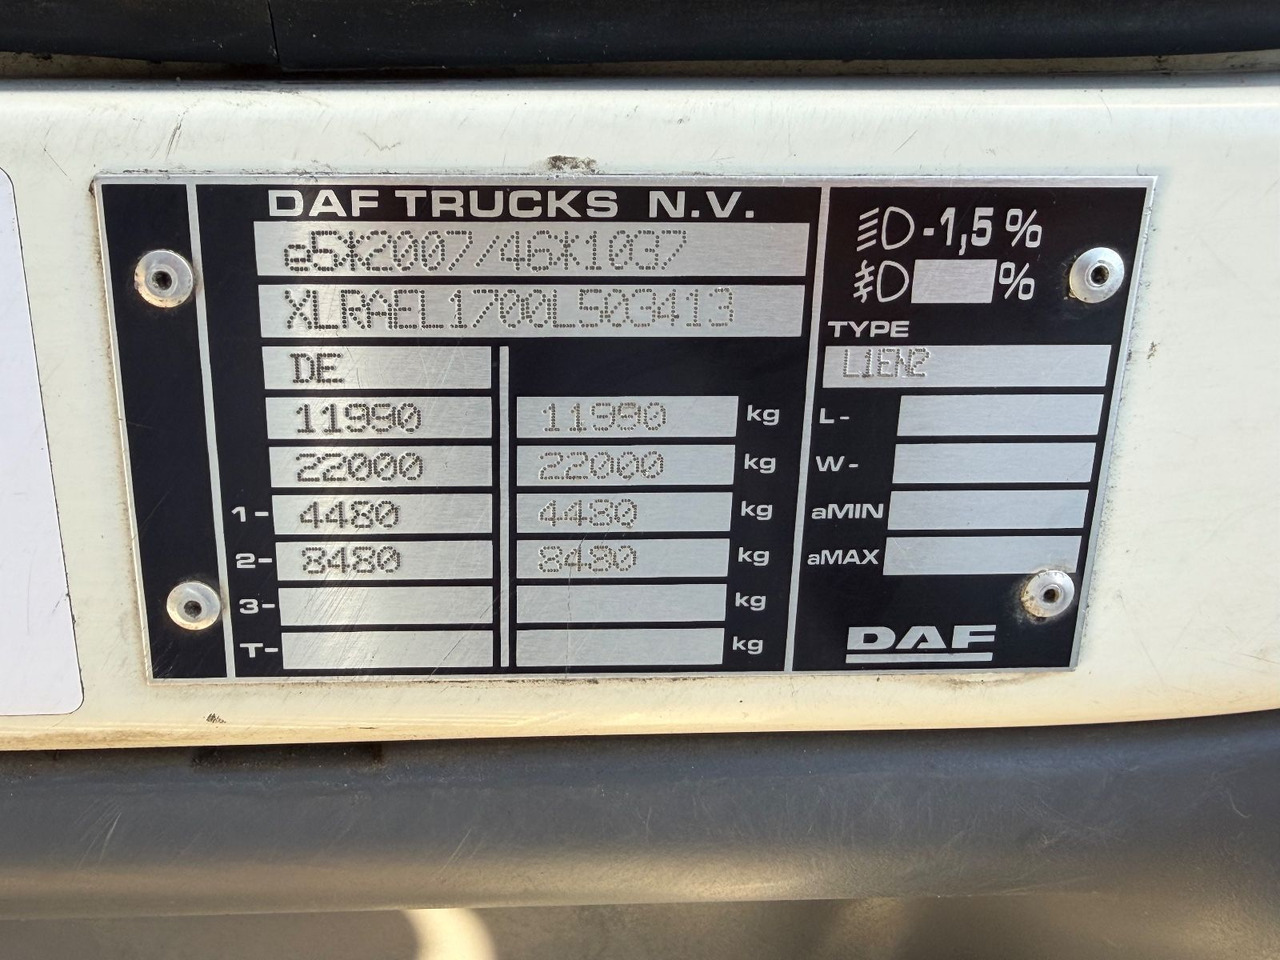 DAF TRUCKS N.V.
e5*2007/46*1037
XLRAEL1700L503413
DE
11990 11990 kg
22000 22000 kg
1- 4480 4480 kg
2- 8480 8480 kg
3- kg
T- kg
-1,5 %
%
TYPE
L1EN2
L-
W-
aMIN
aMAX
DAF